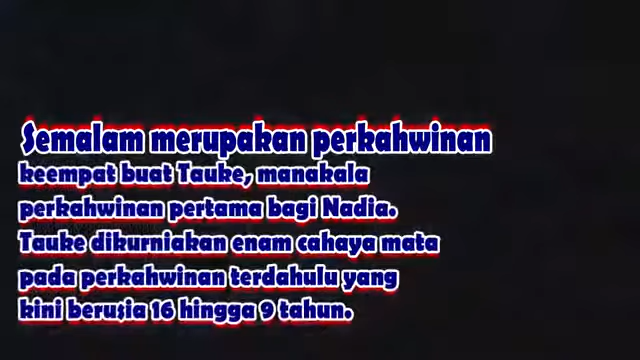 Semalam merupakan perkahwinan
keempat buat Tauke, manakala
perkahwinan pertama bagi Nadia.
Tauke dikurniakan enam cahaya mata
pada perkahwinan terdahulu yang
kini berusia 16 hingga 9 tahun.